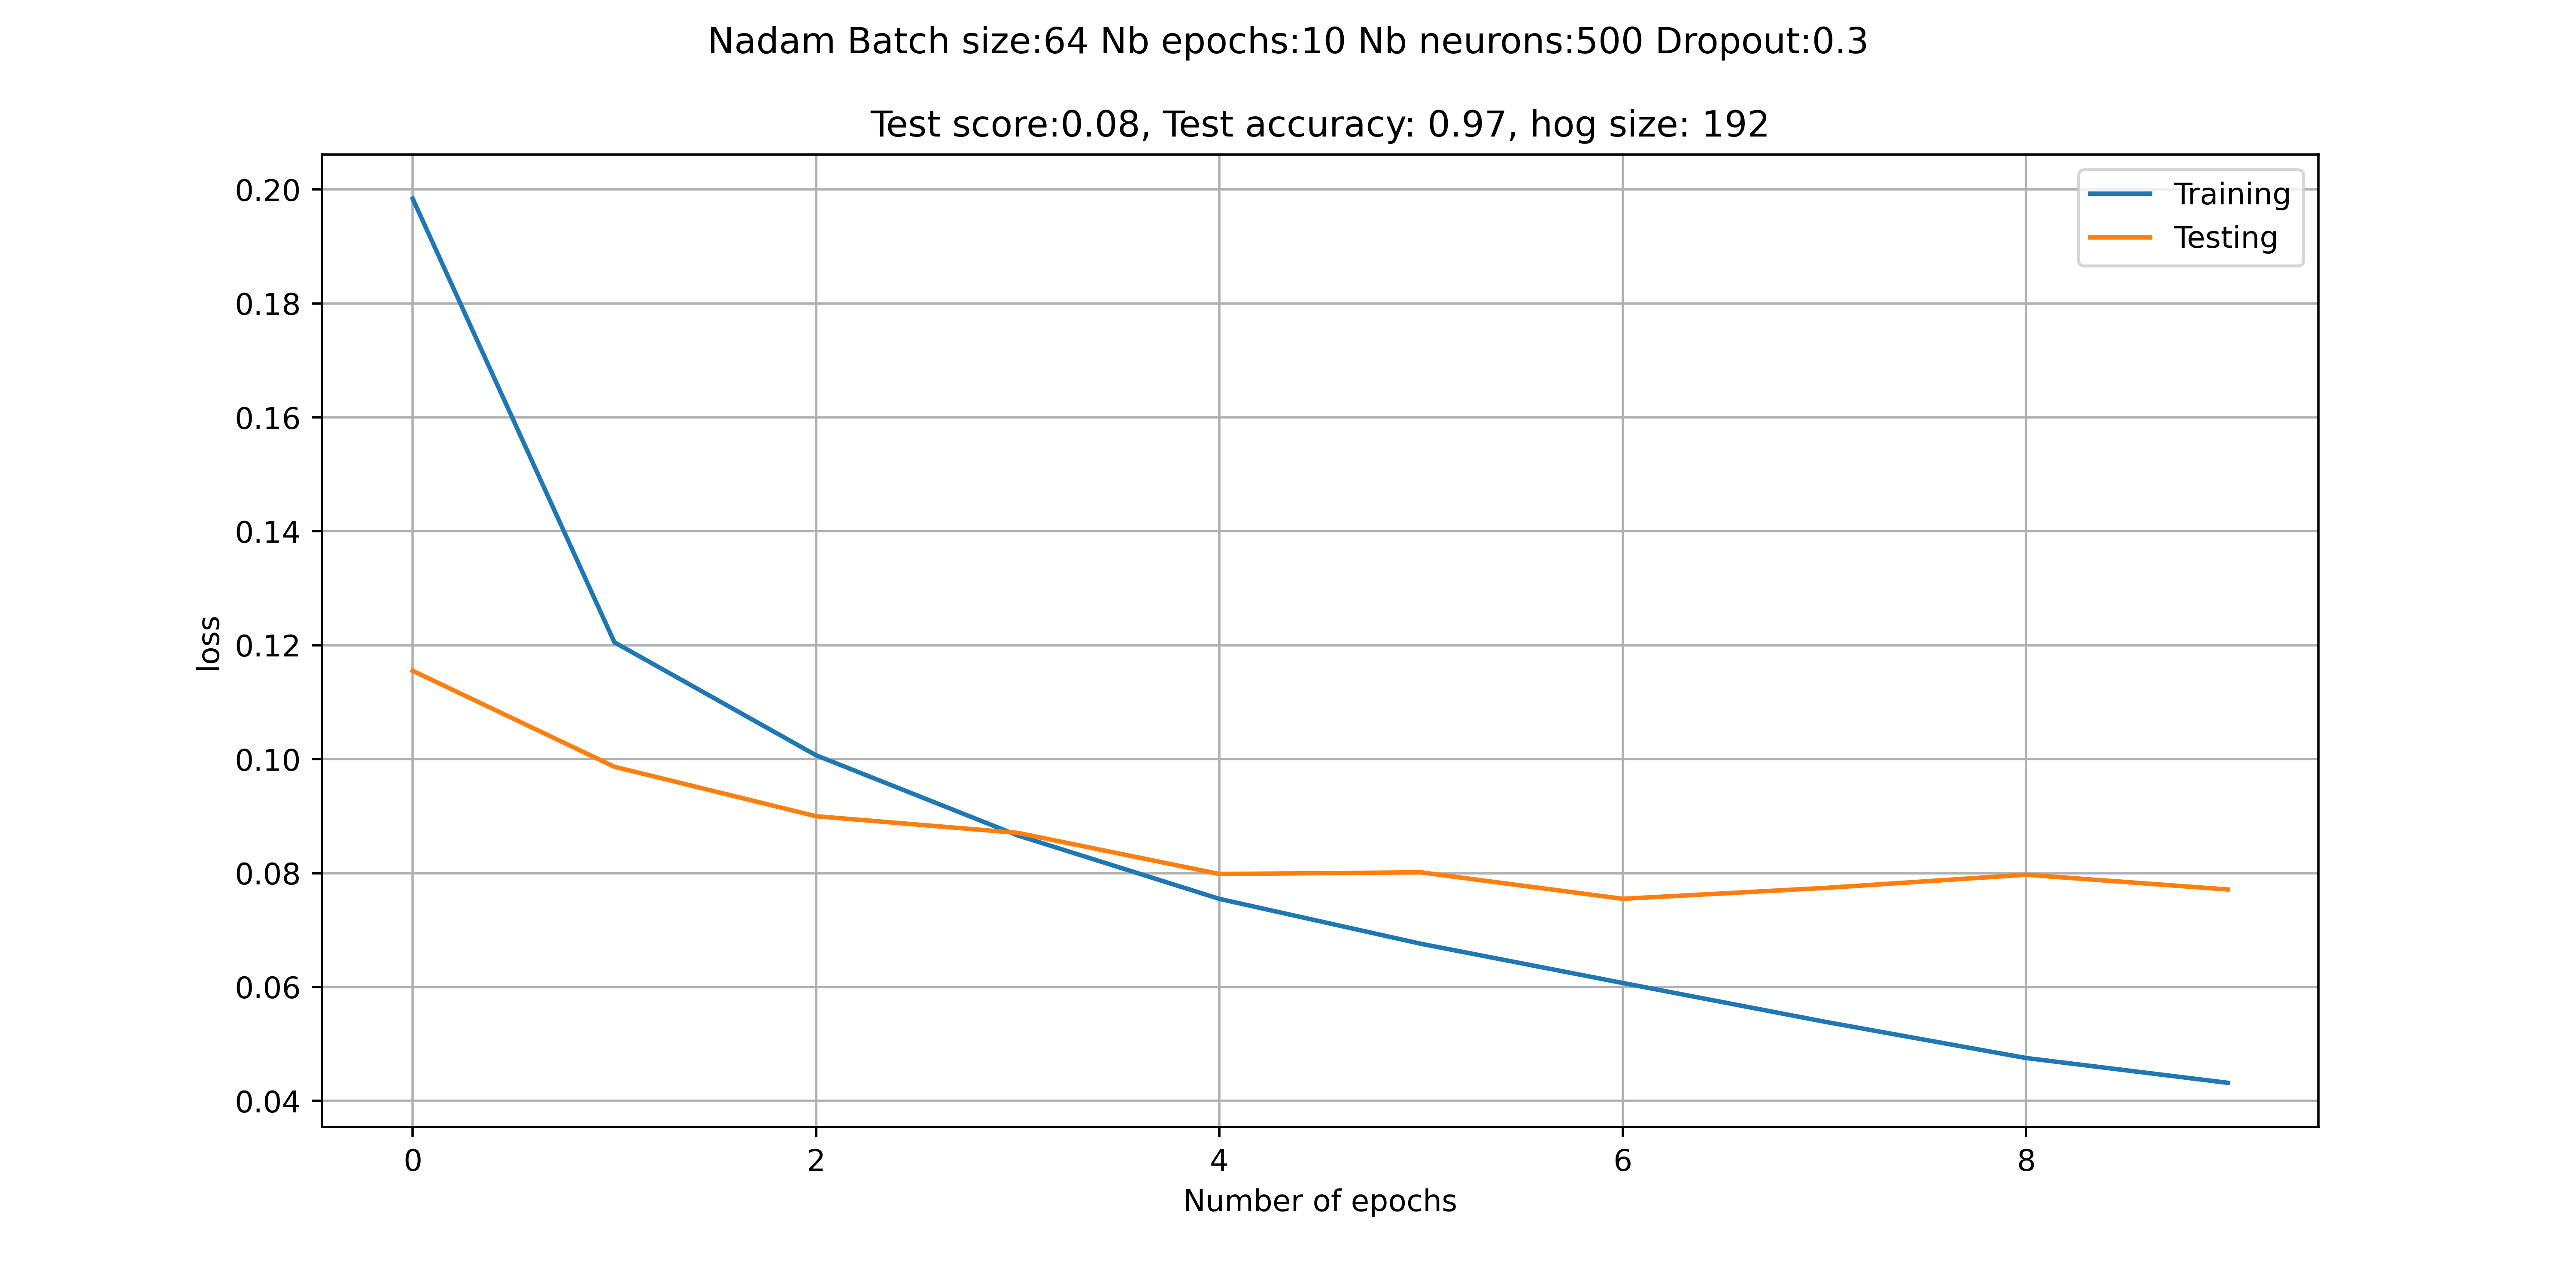 Nadam Batch size:64 Nb epochs:10 Nb neurons:500 Dropout:0.3
Test score:0.08, Test accuracy: 0.97, hog size: 192
Training
Testing
0.20
0.18
0.16
0.14
0.12
0.10
0.08
0.06
0.04
loss
0 2 4 6 8
Number of epochs